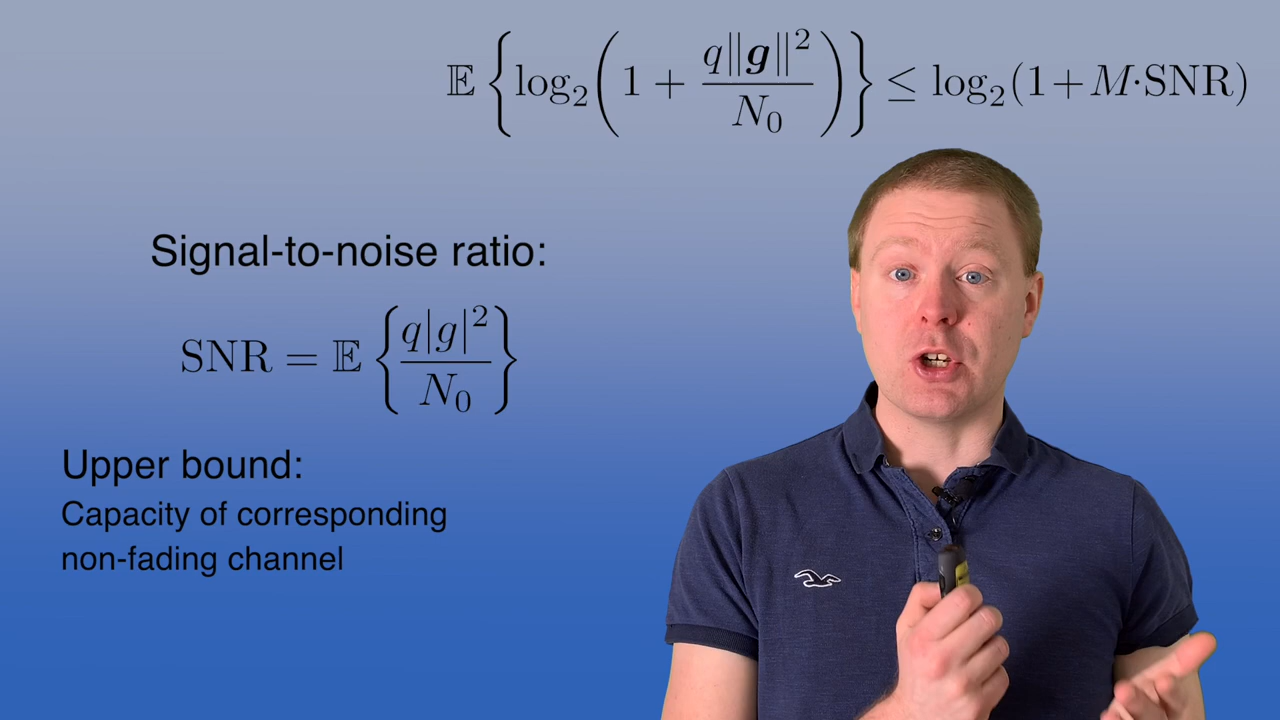 𝔼{log₂(1 + q‖𝒈‖²/N₀)} ≤ log₂(1+M·SNR)
Signal-to-noise ratio:
SNR = 𝔼{q|g|²/N₀}
Upper bound:
Capacity of corresponding
non-fading channel